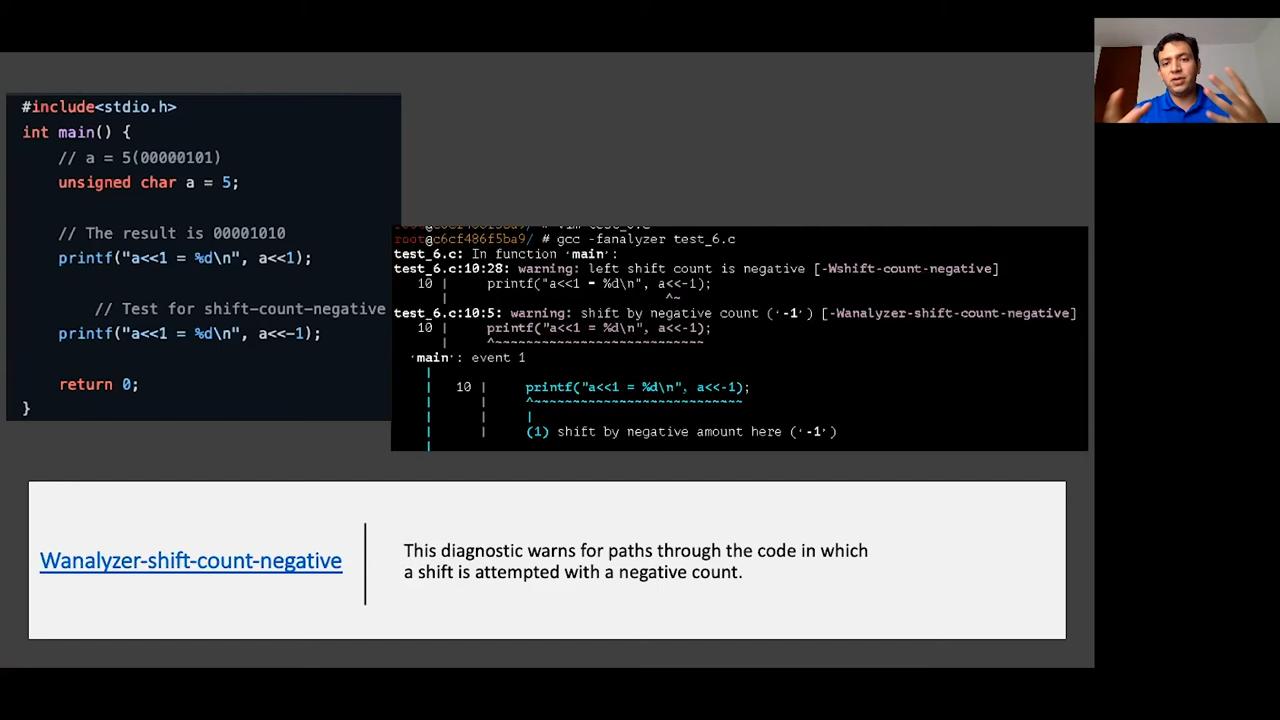 #include<stdio.h>
int main() {
// a = 5(00000101)
unsigned char a = 5;
// The result is 00001010
printf("a<<1 = %d\n", a<<1);
// Test for shift-count-negative
printf("a<<1 = %d\n", a<<-1);
return 0;
}
root@c6cf486f5ba9/ # vim test_6.c
root@c6cf486f5ba9/ # gcc -fanalyzer test_6.c
test_6.c: In function 'main':
test_6.c:10:28: warning: left shift count is negative [-Wshift-count-negative]
10 | printf("a<<1 = %d\n", a<<-1);
| ^~
test_6.c:10:5: warning: shift by negative count ('-1') [-Wanalyzer-shift-count-negative]
10 | printf("a<<1 = %d\n", a<<-1);
| ^~~~~~~~~~~~~~~~~~~~~~~~~~~~
'main': event 1
|
| 10 | printf("a<<1 = %d\n", a<<-1);
| | ^~~~~~~~~~~~~~~~~~~~~~~~~~~~
| | |
| | (1) shift by negative amount here ('-1')
|
Wanalyzer-shift-count-negative
This diagnostic warns for paths through the code in which
a shift is attempted with a negative count.